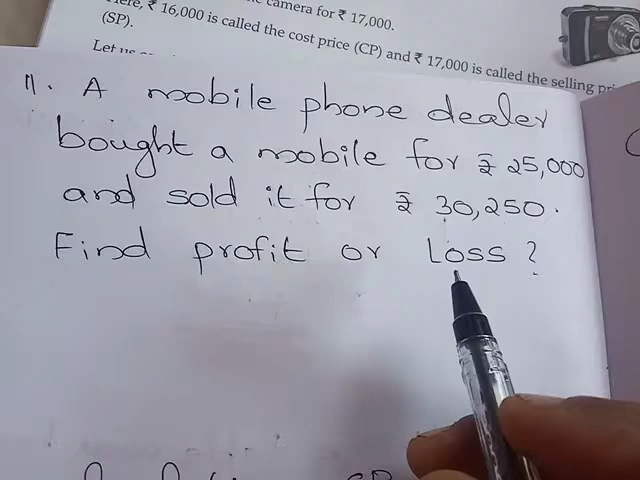 camera for ₹ 17,000.
Here, ₹ 16,000 is called the cost price (CP) and ₹ 17,000 is called the selling
(SP).
Let us
11. A mobile phone dealer
bought a mobile for ₹ 25,000
and sold it for ₹ 30,250.
Find profit or Loss ?